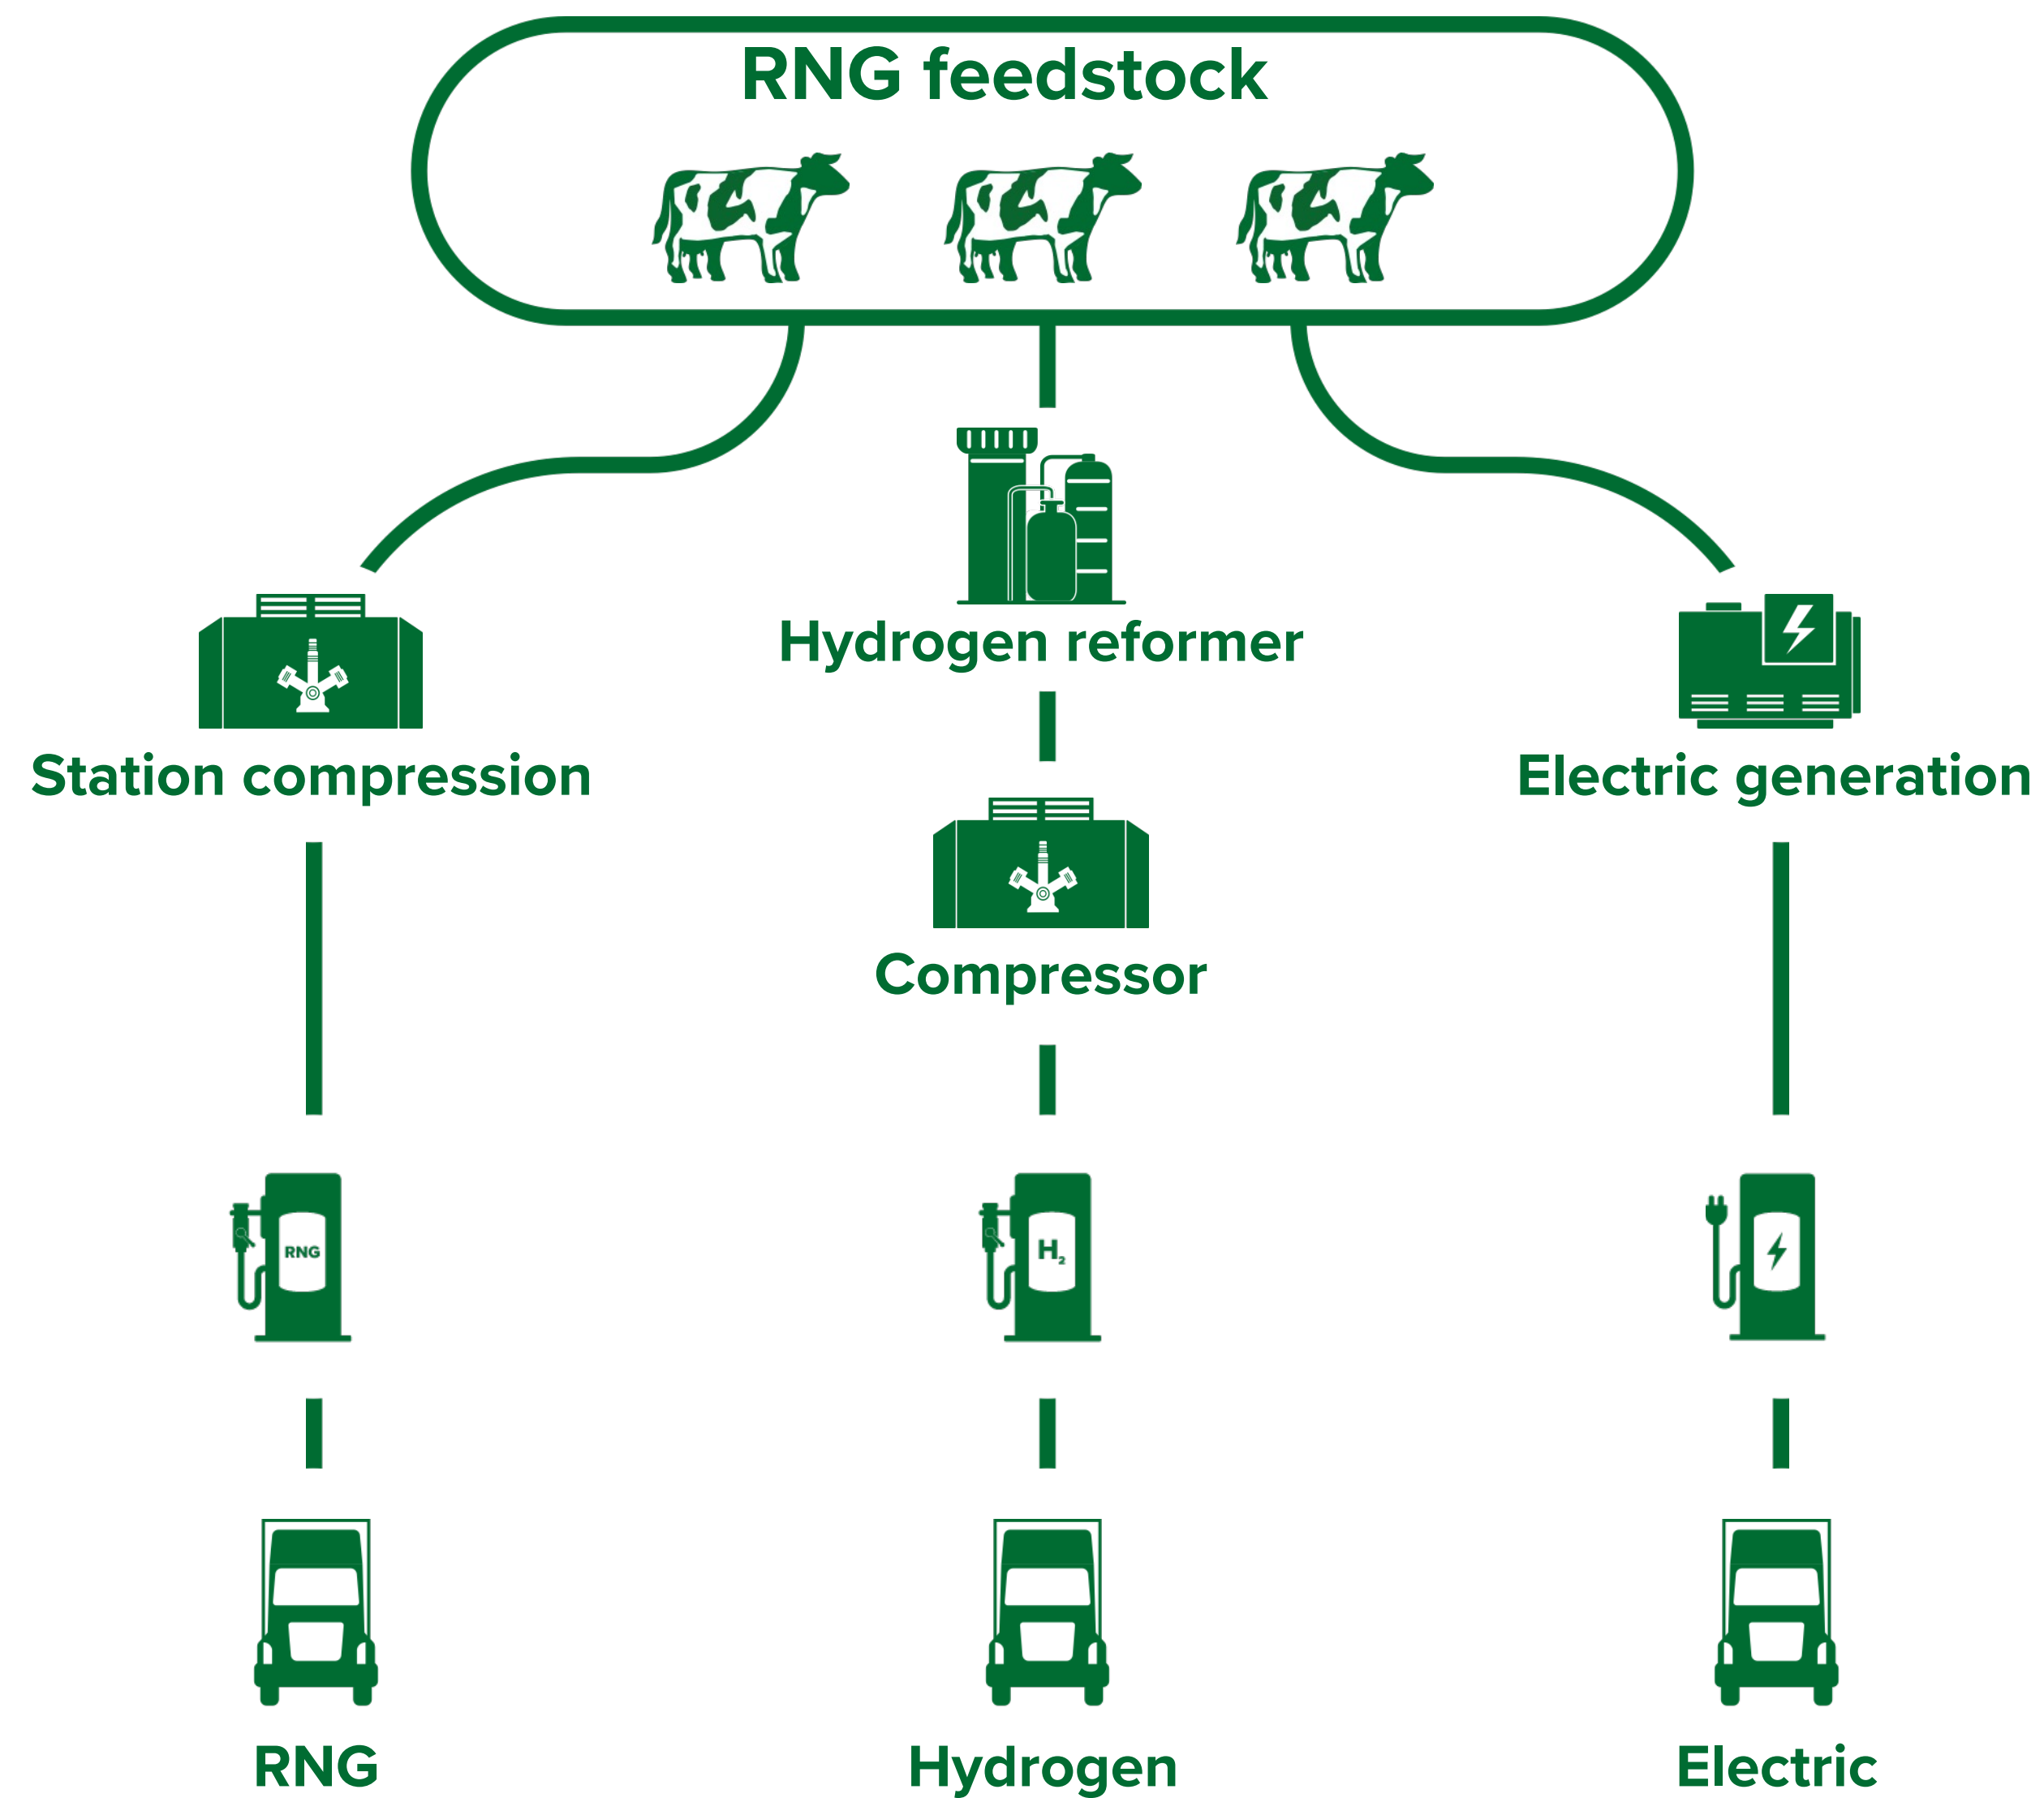 RNG feedstock
Hydrogen reformer
Station compression
Electric generation
Compressor
RNG
H₂
RNG
Hydrogen
Electric